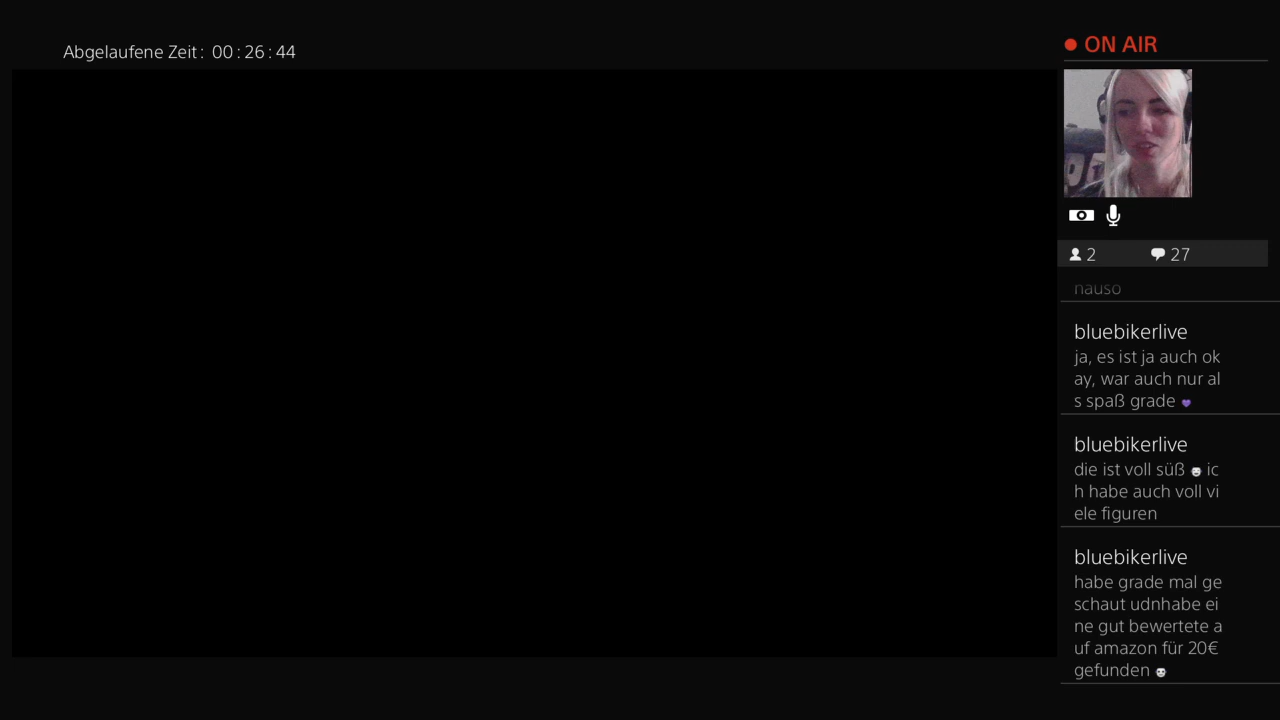 Abgelaufene Zeit: 00:26:44
ON AIR
2
27
nauso
bluebikerlive
ja, es ist ja auch ok
ay, war auch nur al
s spaß grade 💜
bluebikerlive
die ist voll süß ic
h habe auch voll vi
ele figuren
bluebikerlive
habe grade mal ge
schaut udnhabe ei
ne gut bewertete a
uf amazon für 20€
gefunden